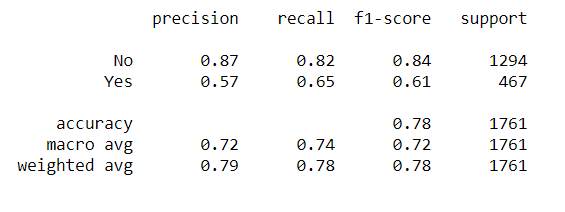 precision recall f1-score support
No 0.87 0.82 0.84 1294
Yes 0.57 0.65 0.61 467
accuracy 0.78 1761
macro avg 0.72 0.74 0.72 1761
weighted avg 0.79 0.78 0.78 1761